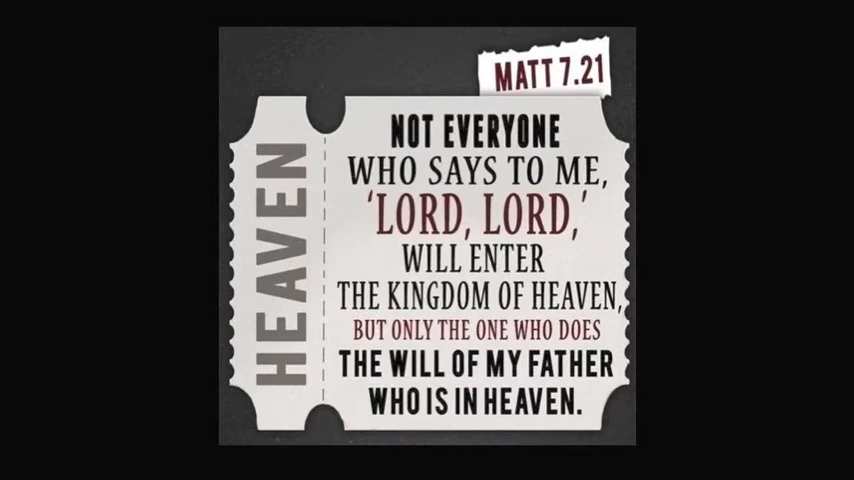 MATT 7.21
HEAVEN
NOT EVERYONE
WHO SAYS TO ME,
'LORD, LORD,'
WILL ENTER
THE KINGDOM OF HEAVEN,
BUT ONLY THE ONE WHO DOES
THE WILL OF MY FATHER
WHO IS IN HEAVEN.